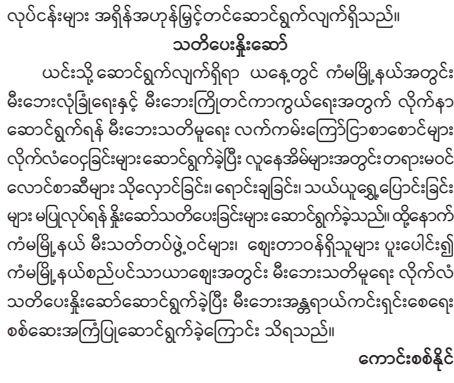 လုပ်ငန်းများ အရှိန်အဟုန်မြှင့်တင်ဆောင်ရွက်လျက်ရှိသည်။
သတိပေးနှိုးဆော်
ယင်းသို့ဆောင်ရွက်လျက်ရှိရာ ယနေ့တွင် ကံမမြို့နယ်အတွင်း
မီးဘေးလုံခြုံရေးနှင့် မီးဘေးကြိုတင်ကာကွယ်ရေးအတွက် လိုက်နာ
ဆောင်ရွက်ရန် မီးဘေးသတိမူရေး လက်ကမ်းကြော်ငြာစာစောင်များ
လိုက်လံဝေငှခြင်းများဆောင်ရွက်ခဲ့ပြီး လူနေအိမ်များအတွင်းတရားမဝင်
လောင်စာဆီများ သိုလှောင်ခြင်း၊ ရောင်းချခြင်း၊ သယ်ယူရွှေ့ပြောင်းခြင်း
များ မပြုလုပ်ရန်နှိုးဆော်သတိပေးခြင်းများ ဆောင်ရွက်ခဲ့သည်။ ထို့နောက်
ကံမမြို့နယ် မီးသတ်တပ်ဖွဲ့ဝင်များ၊ ဈေးတာဝန်ရှိသူများ ပူးပေါင်း၍
ကံမမြို့နယ်စည်ပင်သာယာဈေးအတွင်း မီးဘေးသတိမူရေး လိုက်လံ
သတိပေးနှိုးဆော်ဆောင်ရွက်ခဲ့ပြီး မီးဘေးအန္တရာယ်ကင်းရှင်းစေရေး
စစ်ဆေးအကြံပြုဆောင်ရွက်ခဲ့ကြောင်း သိရသည်။
ကောင်းစစ်နိုင်